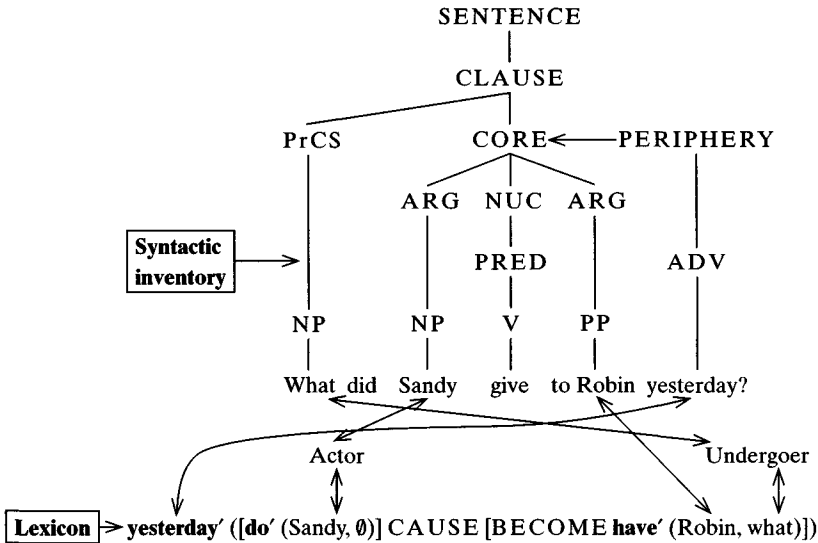 SENTENCE
CLAUSE
PrCS CORE PERIPHERY
ARG NUC ARG
Syntactic
inventory
PRED ADV
NP NP V PP
What did Sandy give to Robin yesterday?
Actor Undergoer
Lexicon yesterday′ ([do′ (Sandy, ∅)] CAUSE [BECOME have′ (Robin, what)])